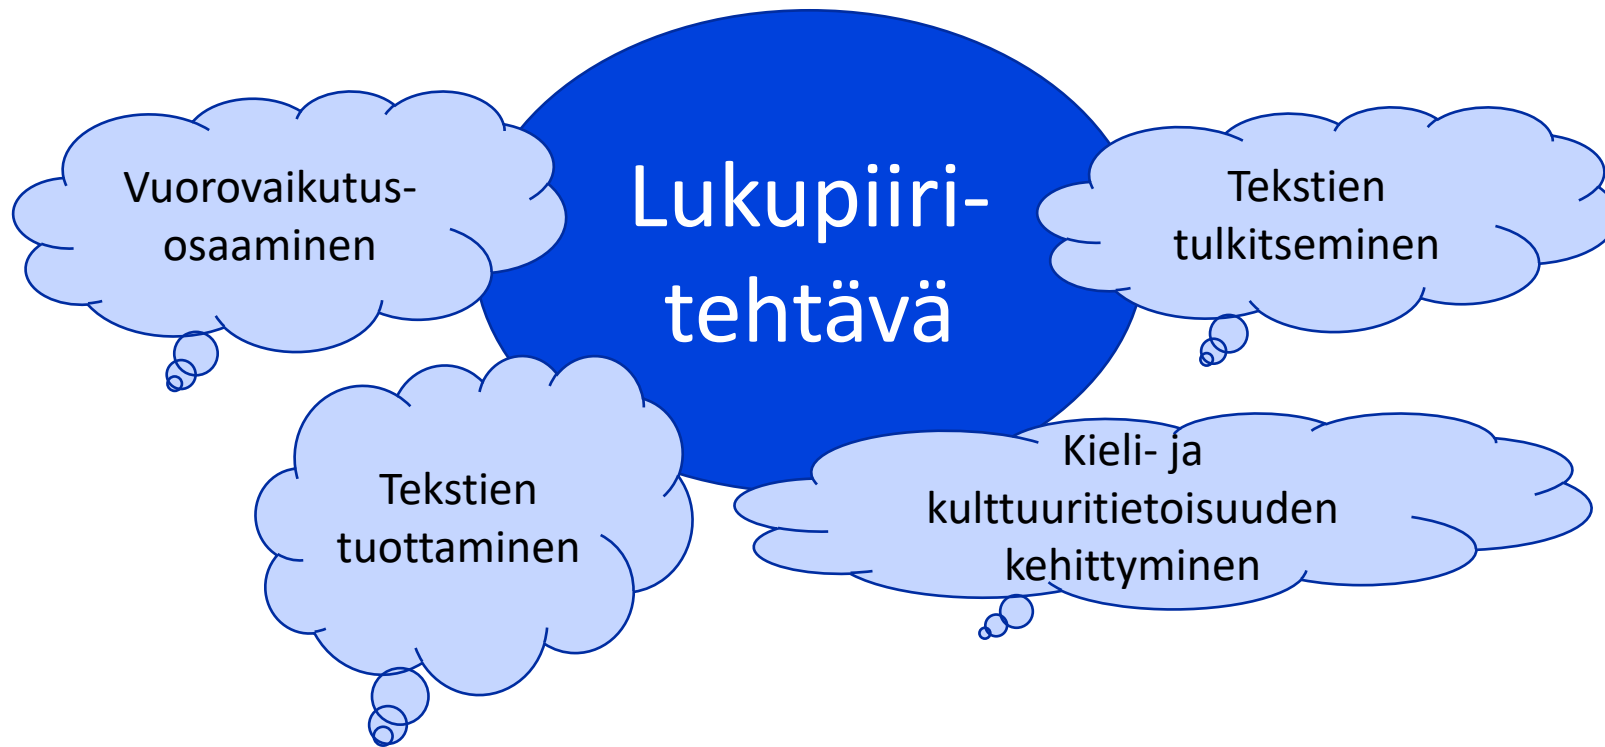 Vuorovaikutus-
osaaminen
Lukupiiri-
tehtävä
Tekstien
tulkitseminen
Tekstien
tuottaminen
Kieli- ja
kulttuuritietoisuuden
kehittyminen